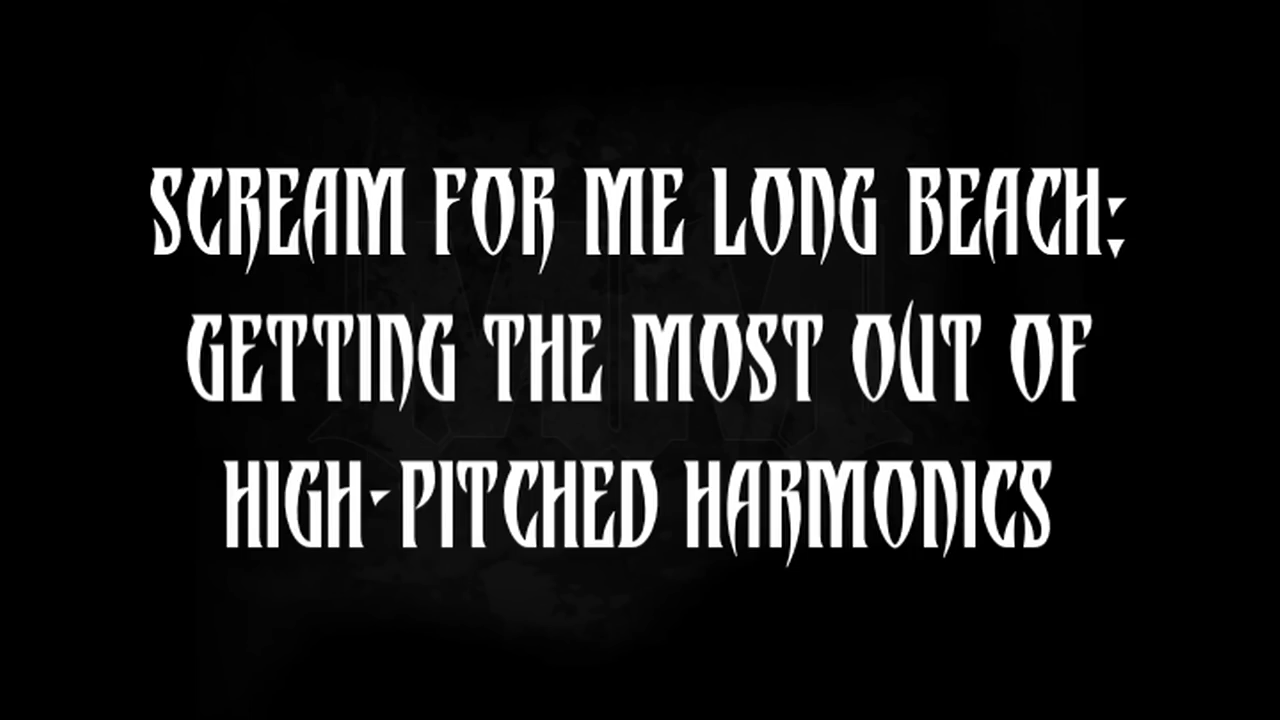 SCREAM FOR ME LONG BEACH:
GETTING THE MOST OUT OF
HIGH-PITCHED HARMONICS